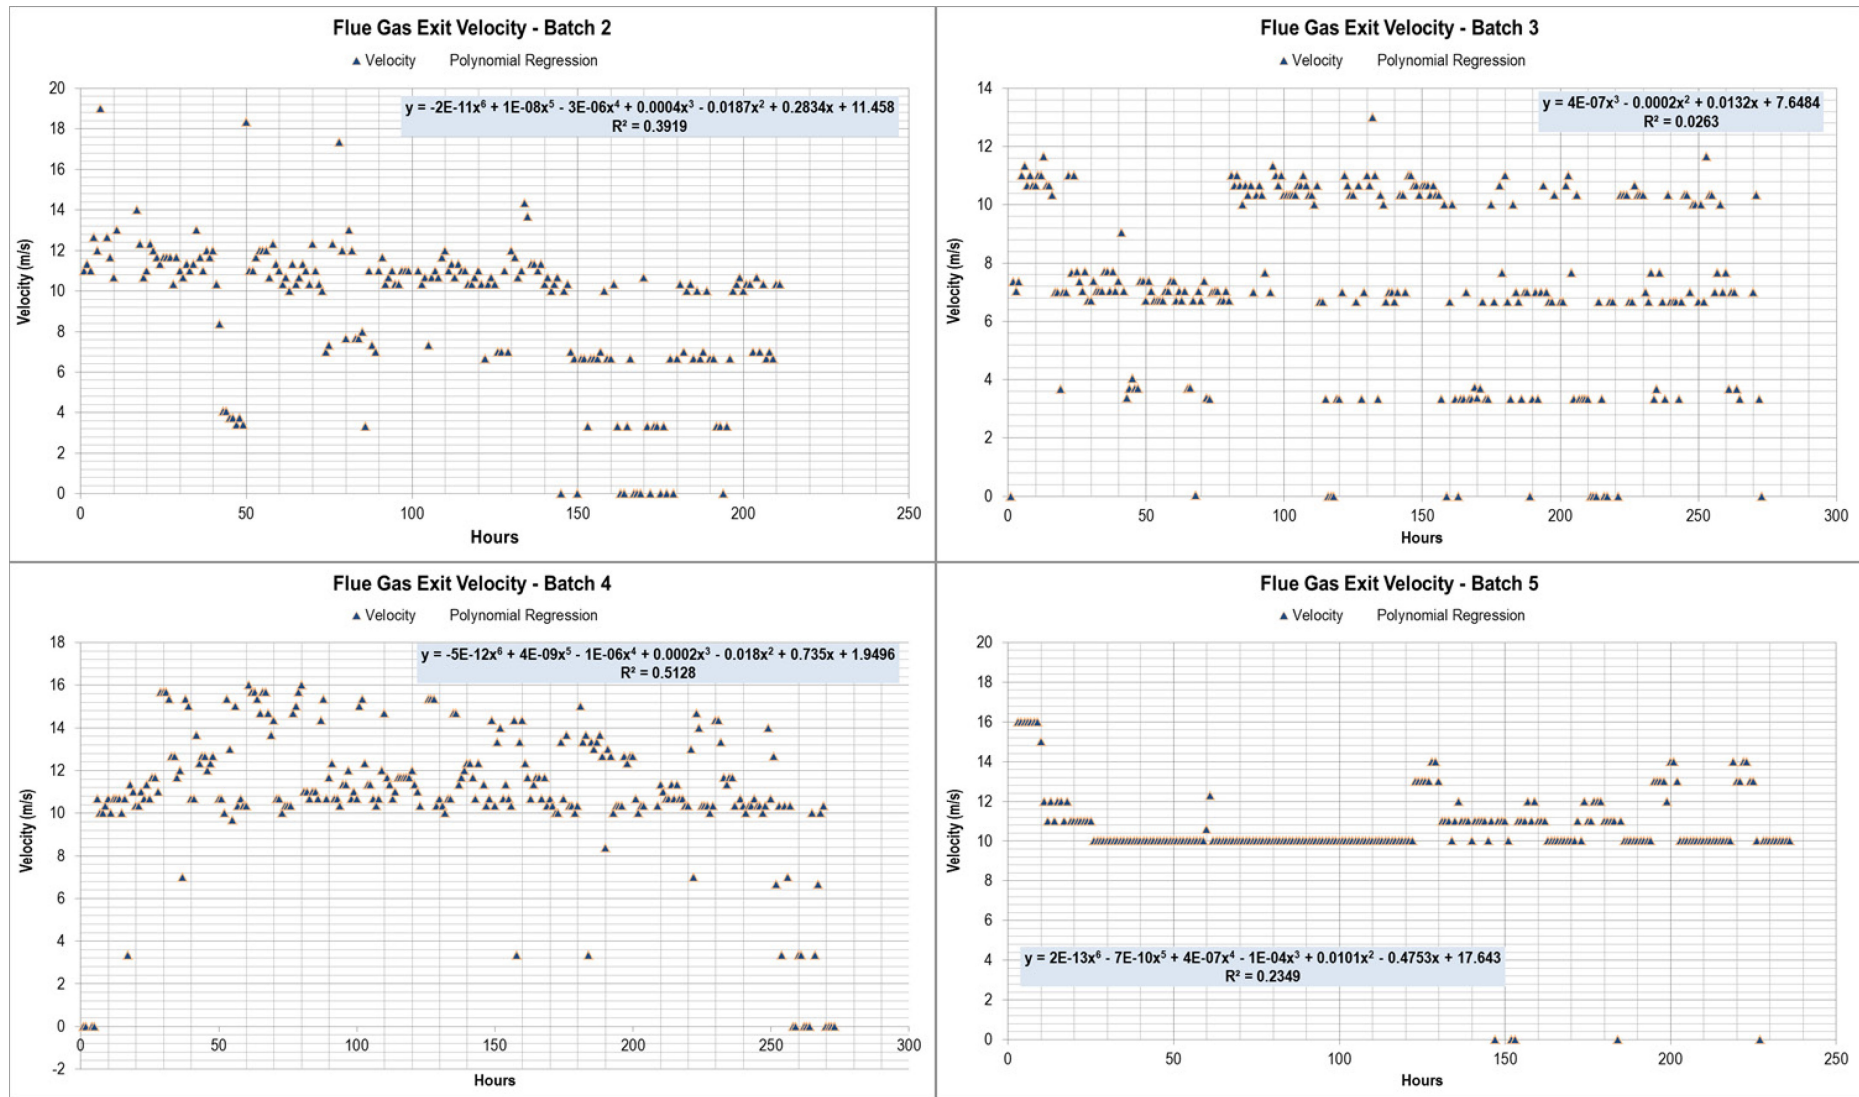 Flue Gas Exit Velocity - Batch 2
Velocity Polynomial Regression
y = -2E-11x⁶ + 1E-08x⁵ - 3E-06x⁴ + 0.0004x³ - 0.0187x² + 0.2834x + 11.458
R² = 0.3919
Velocity (m/s)
20
18
16
14
12
10
8
6
4
2
0
0 50 100 150 200 250
Hours
Flue Gas Exit Velocity - Batch 3
Velocity Polynomial Regression
y = 4E-07x³ - 0.0002x² + 0.0132x + 7.6484
R² = 0.0263
Velocity (m/s)
14
12
10
8
6
4
2
0
0 50 100 150 200 250 300
Hours
Flue Gas Exit Velocity - Batch 4
Velocity Polynomial Regression
y = -5E-12x⁶ + 4E-09x⁵ - 1E-06x⁴ + 0.0002x³ - 0.018x² + 0.735x + 1.9496
R² = 0.5128
Velocity (m/s)
18
16
14
12
10
8
6
4
2
0
-2
0 50 100 150 200 250 300
Hours
Flue Gas Exit Velocity - Batch 5
Velocity Polynomial Regression
y = 2E-13x⁶ - 7E-10x⁵ + 4E-07x⁴ - 1E-04x³ + 0.0101x² - 0.4753x + 17.643
R² = 0.2349
Velocity (m/s)
20
18
16
14
12
10
8
6
4
2
0
0 50 100 150 200 250
Hours